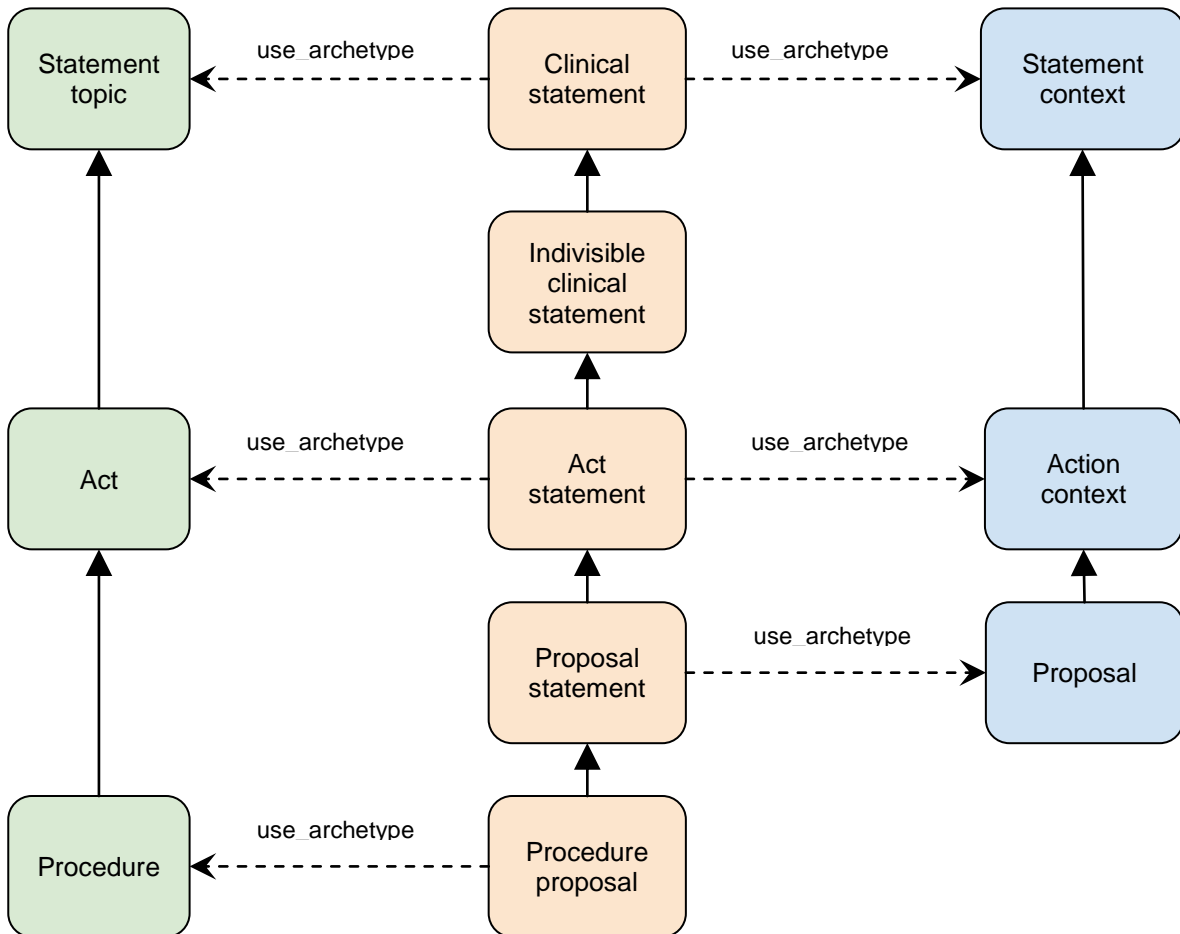 Statement
topic
use_archetype
Clinical
statement
use_archetype
Statement
context
Indivisible
clinical
statement
Act
use_archetype
Act
statement
use_archetype
Action
context
Proposal
statement
use_archetype
Proposal
Procedure
use_archetype
Procedure
proposal